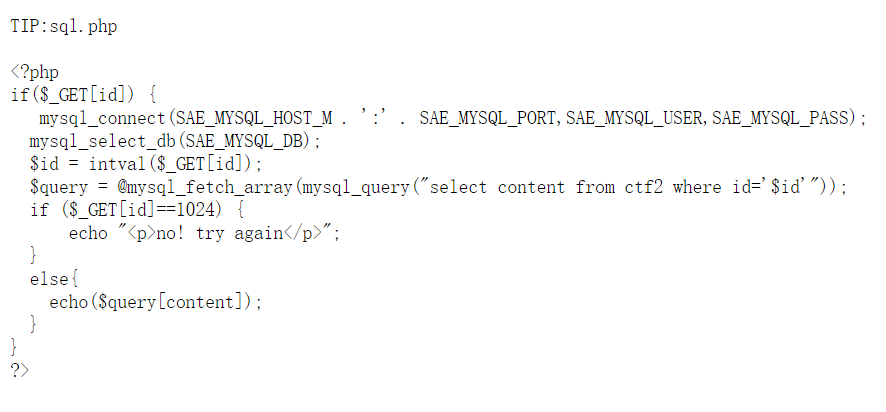 TIP:sql.php
<?php
if($_GET[id]) {
   mysql_connect(SAE_MYSQL_HOST_M . ':' . SAE_MYSQL_PORT,SAE_MYSQL_USER,SAE_MYSQL_PASS);
  mysql_select_db(SAE_MYSQL_DB);
  $id = intval($_GET[id]);
  $query = @mysql_fetch_array(mysql_query("select content from ctf2 where id='$id'"));
  if ($_GET[id]==1024) {
      echo "<p>no! try again</p>";
  }
  else{
    echo($query[content]);
  }
}
?>